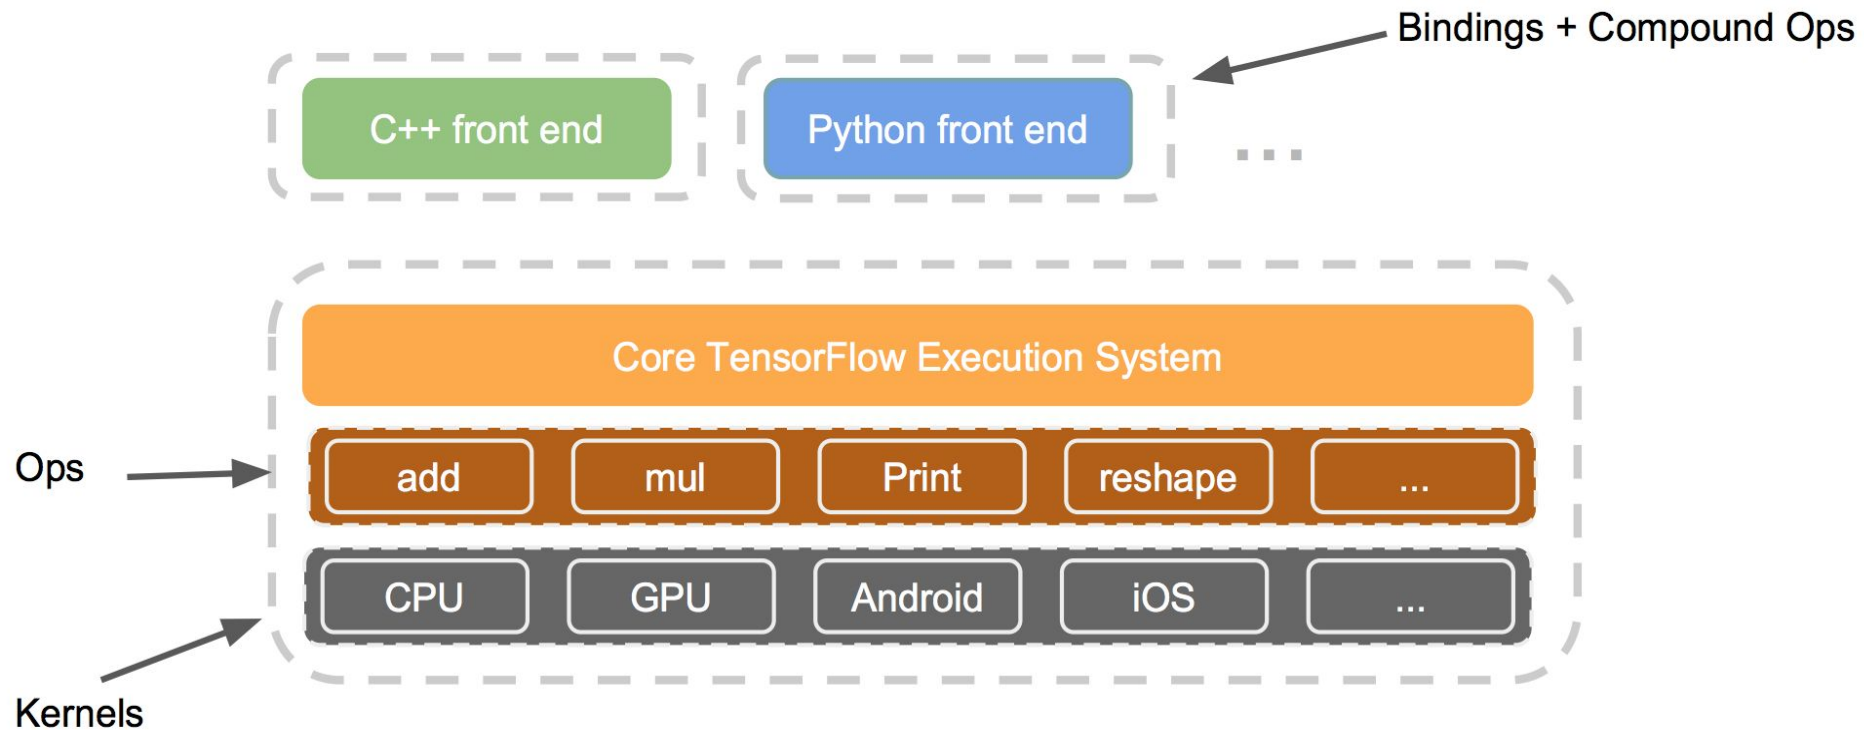 Bindings + Compound Ops
C++ front end
Python front end
...
Core TensorFlow Execution System
Ops
add
mul
Print
reshape
...
CPU
GPU
Android
iOS
...
Kernels